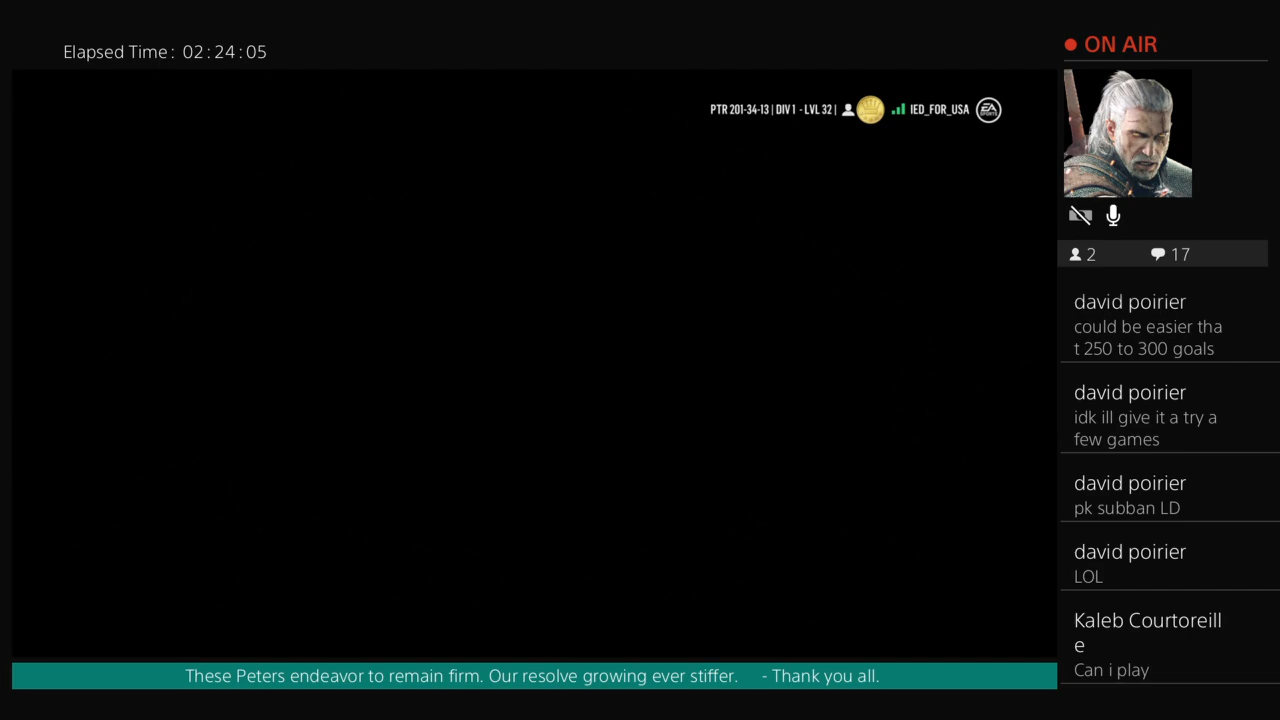 Elapsed Time: 02:24:05
ON AIR
PTR 201-34-13 | DIV 1 - LVL 32 | IED_FOR_USA
EA
SPORTS
2 17
david poirier
could be easier tha
t 250 to 300 goals
david poirier
idk ill give it a try a
few games
david poirier
pk subban LD
david poirier
LOL
Kaleb Courtoreill
e
Can i play
These Peters endeavor to remain firm. Our resolve growing ever stiffer. - Thank you all.